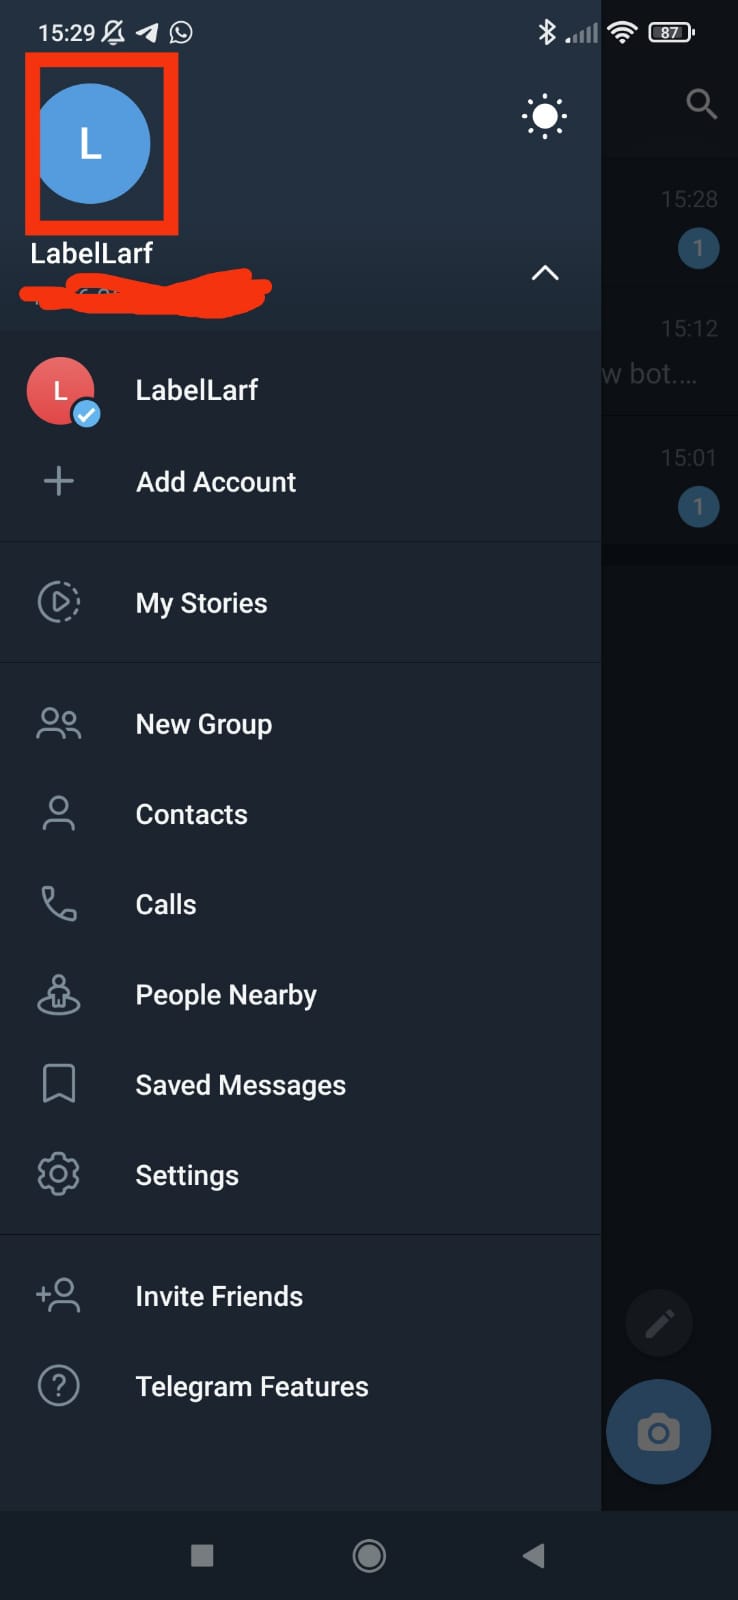 15:29
87
L
LabelLarf
L
LabelLarf
Add Account
My Stories
New Group
Contacts
Calls
People Nearby
Saved Messages
Settings
Invite Friends
Telegram Features
15:28
1
15:12
w bot....
15:01
1